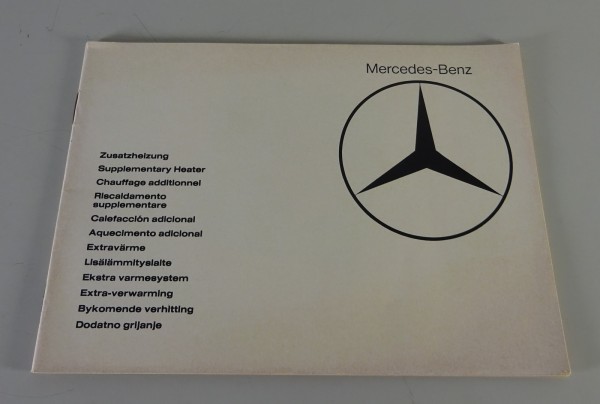 Mercedes-Benz
Zusatzheizung
Supplementary Heater
Chauffage additionnel
Riscaldamento
supplementare
Calefacción adicional
Aquecimento adicional
Extravärme
Lisälämmityslaite
Ekstra varmesystem
Extra-verwarming
Bykomende verhitting
Dodatno grijanje